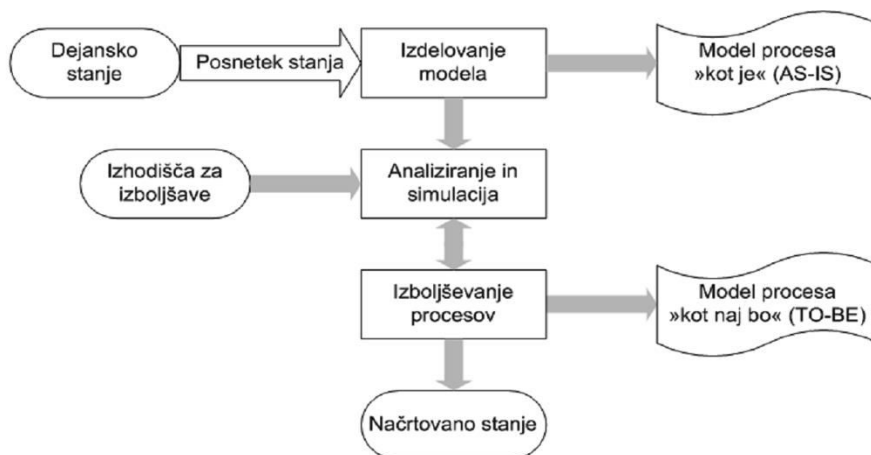 Dejansko
stanje
Posnetek stanja
Izdelovanje
modela
Model procesa
»kot je« (AS-IS)
Izhodišča za
izboljšave
Analiziranje in
simulacija
Izboljševanje
procesov
Model procesa
»kot naj bo« (TO-BE)
Načrtovano stanje